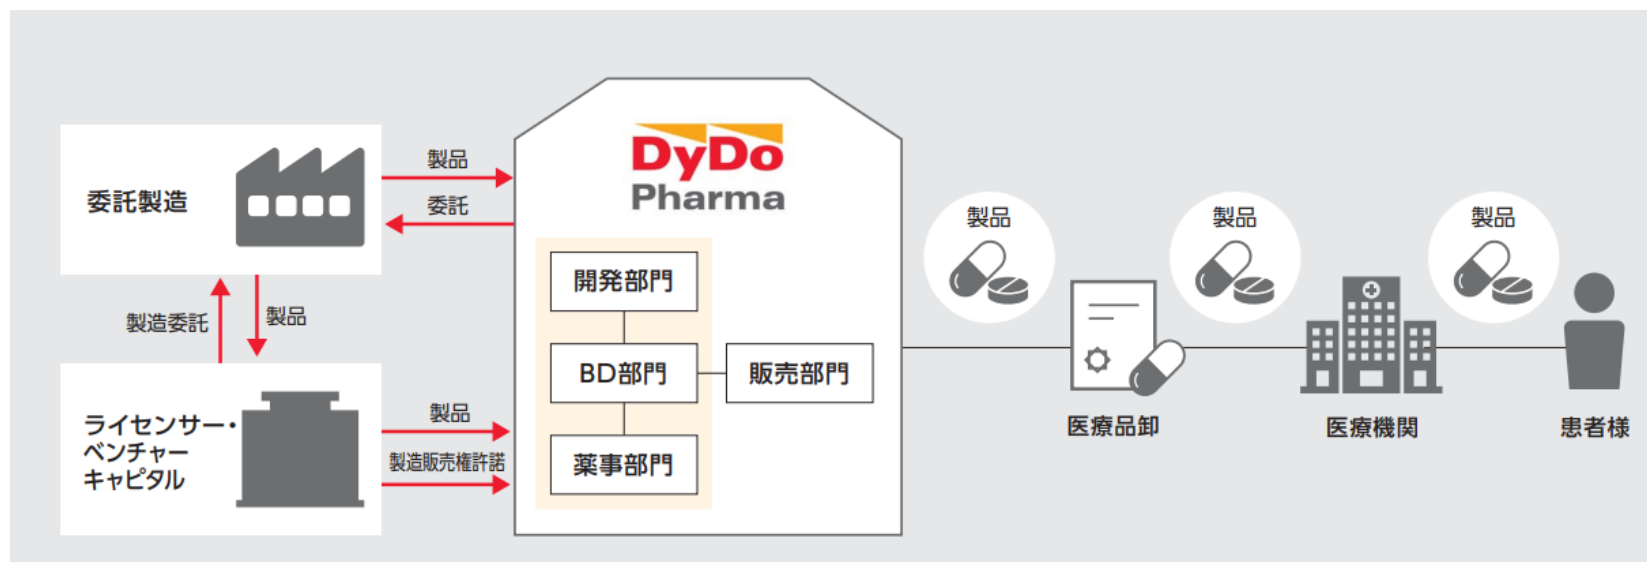 委託製造
製品
委託
製造委託
製品
ライセンサー・
ベンチャー
キャピタル
製品
製造販売権許諾
DyDo
Pharma
開発部門
BD部門
販売部門
薬事部門
製品
製品
製品
医療品卸
医療機関
患者様